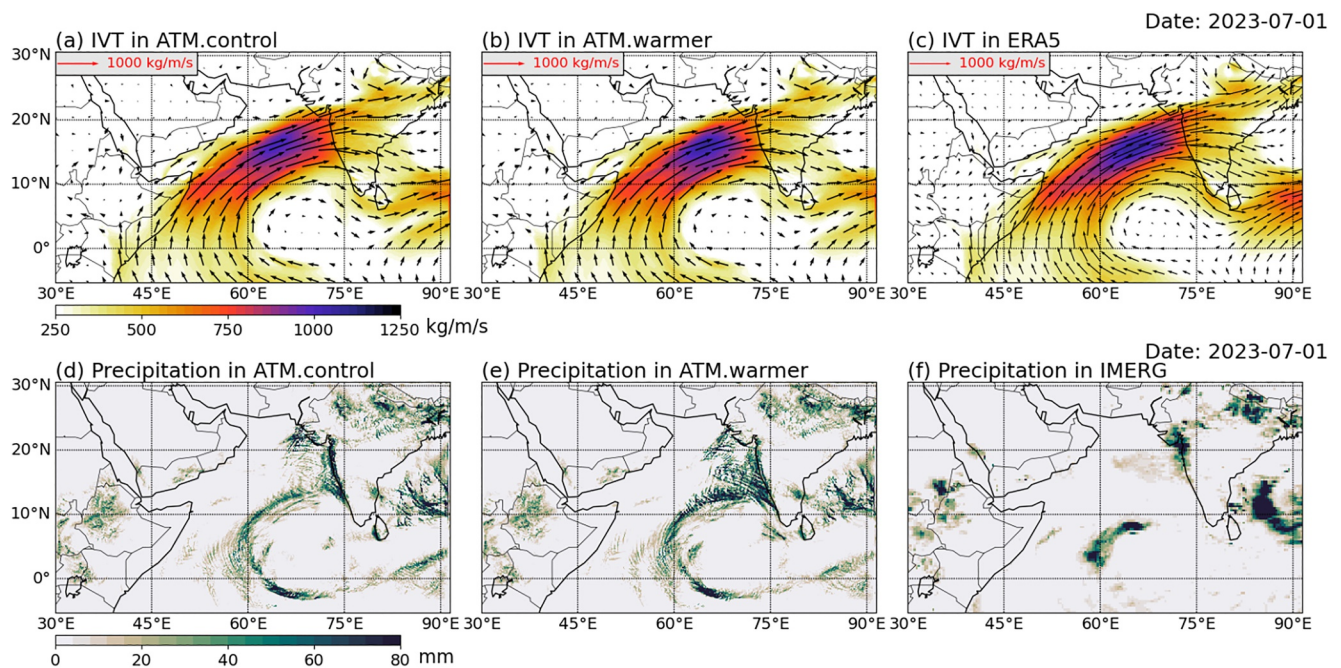 Date: 2023-07-01
(a) IVT in ATM.control
(b) IVT in ATM.warmer
(c) IVT in ERA5
1000 kg/m/s
1000 kg/m/s
1000 kg/m/s
30°N
20°N
10°N
0°
30°E 45°E 60°E 75°E 90°E
30°E 45°E 60°E 75°E 90°E
30°E 45°E 60°E 75°E 90°E
250 500 750 1000 1250 kg/m/s
Date: 2023-07-01
(d) Precipitation in ATM.control
(e) Precipitation in ATM.warmer
(f) Precipitation in IMERG
30°N
20°N
10°N
0°
30°E 45°E 60°E 75°E 90°E
30°E 45°E 60°E 75°E 90°E
30°E 45°E 60°E 75°E 90°E
0 20 40 60 80 mm